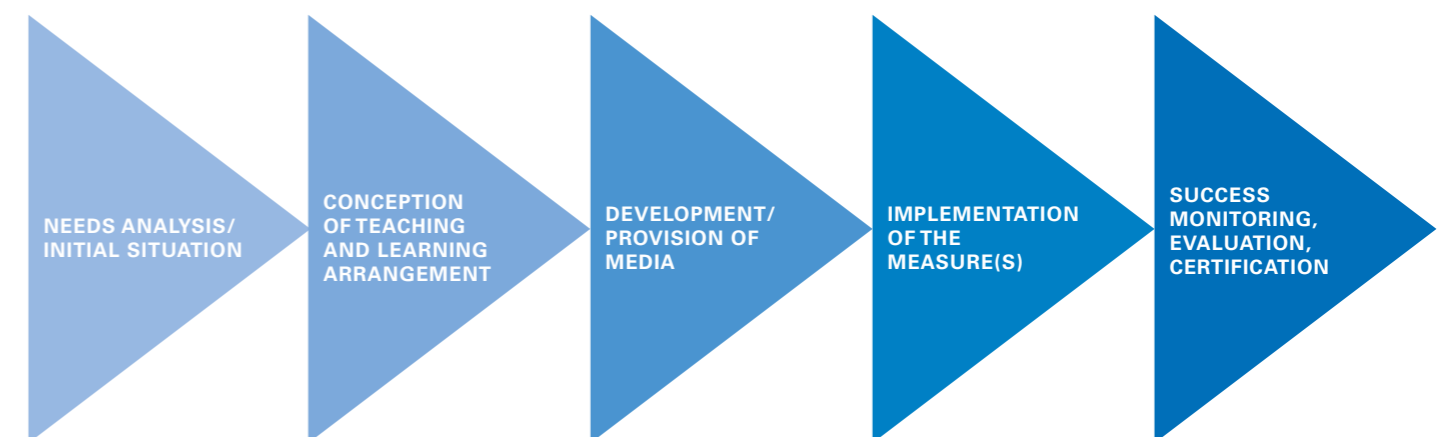 NEEDS ANALYSIS/
INITIAL SITUATION
CONCEPTION
OF TEACHING
AND LEARNING
ARRANGEMENT
DEVELOPMENT/
PROVISION OF
MEDIA
IMPLEMENTATION
OF THE
MEASURE(S)
SUCCESS
MONITORING,
EVALUATION,
CERTIFICATION